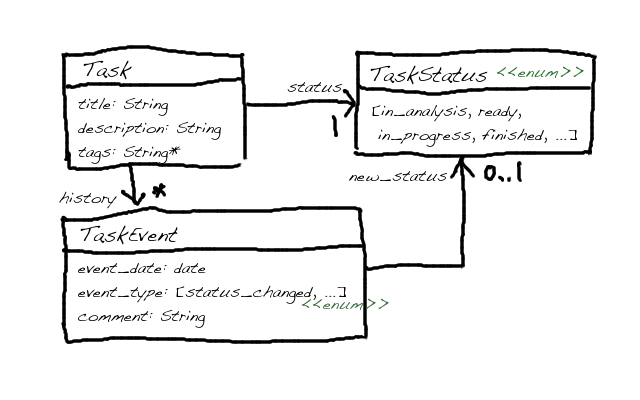 Task
title: String
description: String
tags: String*
status
1
TaskStatus <<enum>>
[in_analysis, ready,
in_progress, finished, ...]
history
*
new_status
0..1
TaskEvent
event_date: date
event_type: [status_changed, ...]
<<enum>>
comment: String